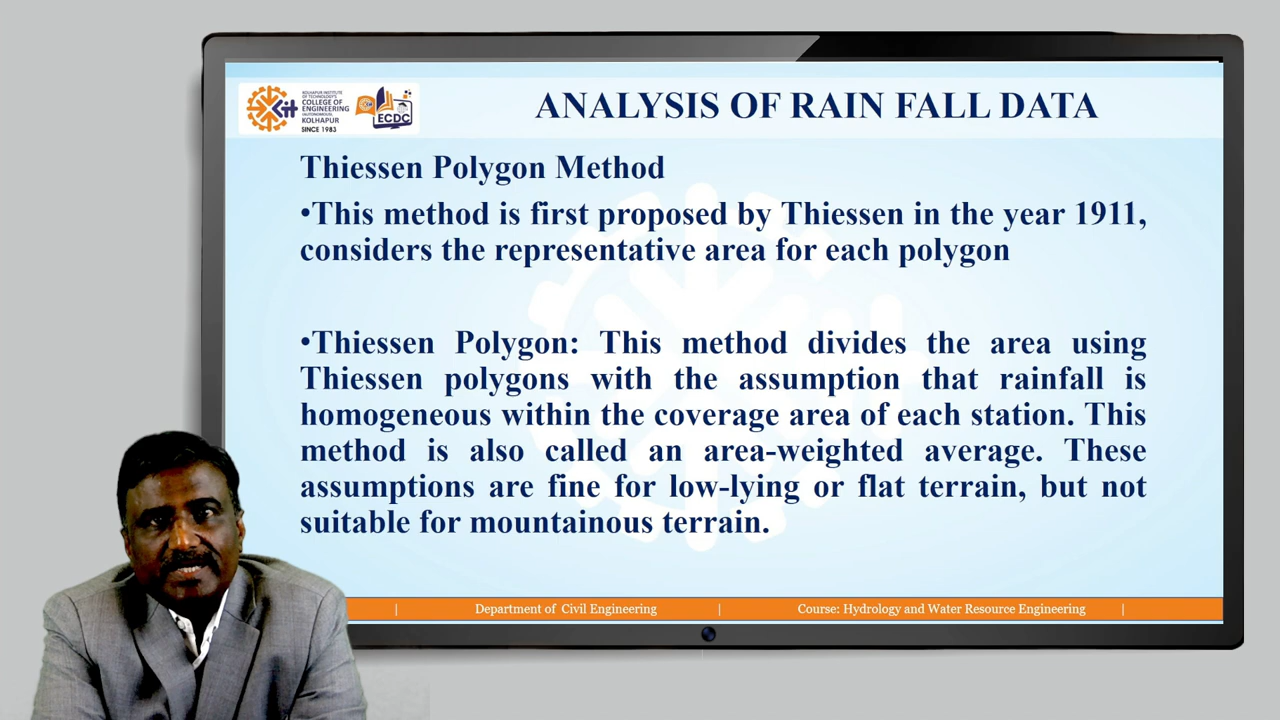 KOLHAPUR INSTITUTE
OF TECHNOLOGY'S
COLLEGE OF
ENGINEERING
(AUTONOMOUS),
KOLHAPUR
SINCE 1983
ECDC
ANALYSIS OF RAIN FALL DATA
Thiessen Polygon Method
•This method is first proposed by Thiessen in the year 1911,
considers the representative area for each polygon
•Thiessen Polygon: This method divides the area using
Thiessen polygons with the assumption that rainfall is
homogeneous within the coverage area of each station. This
method is also called an area-weighted average. These
assumptions are fine for low-lying or flat terrain, but not
suitable for mountainous terrain.
| Department of Civil Engineering | Course: Hydrology and Water Resource Engineering |